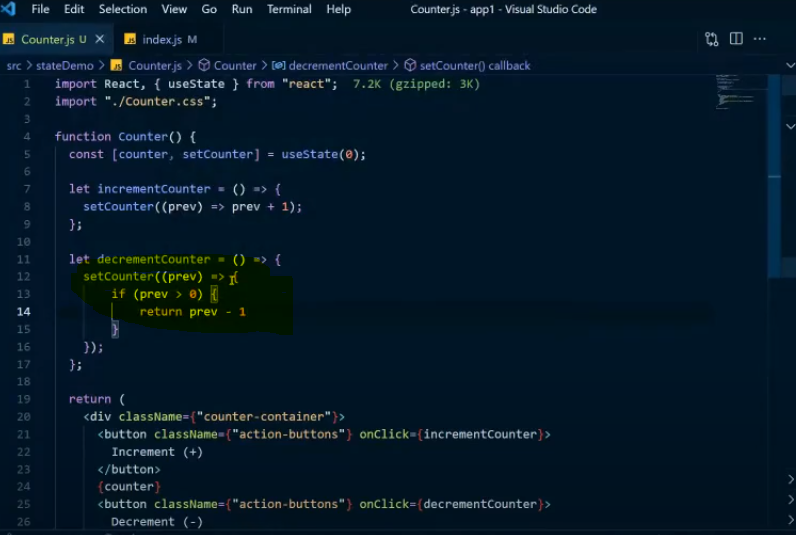 File Edit Selection View Go Run Terminal Help Counter.js - app1 - Visual Studio Code
JS Counter.js U × JS index.js M ...
src > stateDemo > JS Counter.js > Counter > decrementCounter > setCounter() callback
1 import React, { useState } from "react"; 7.2K (gzipped: 3K)
2 import "./Counter.css";
3
4 function Counter() {
5 const [counter, setCounter] = useState(0);
6
7 let incrementCounter = () => {
8 setCounter((prev) => prev + 1);
9 };
10
11 let decrementCounter = () => {
12 setCounter((prev) => {
13 if (prev > 0) {
14 return prev - 1
15 }
16 });
17 };
18
19 return (
20 <div className={"counter-container"}>
21 <button className={"action-buttons"} onClick={incrementCounter}>
22 Increment (+)
23 </button>
24 {counter}
25 <button className={"action-buttons"} onClick={decrementCounter}>
26 Decrement (-)